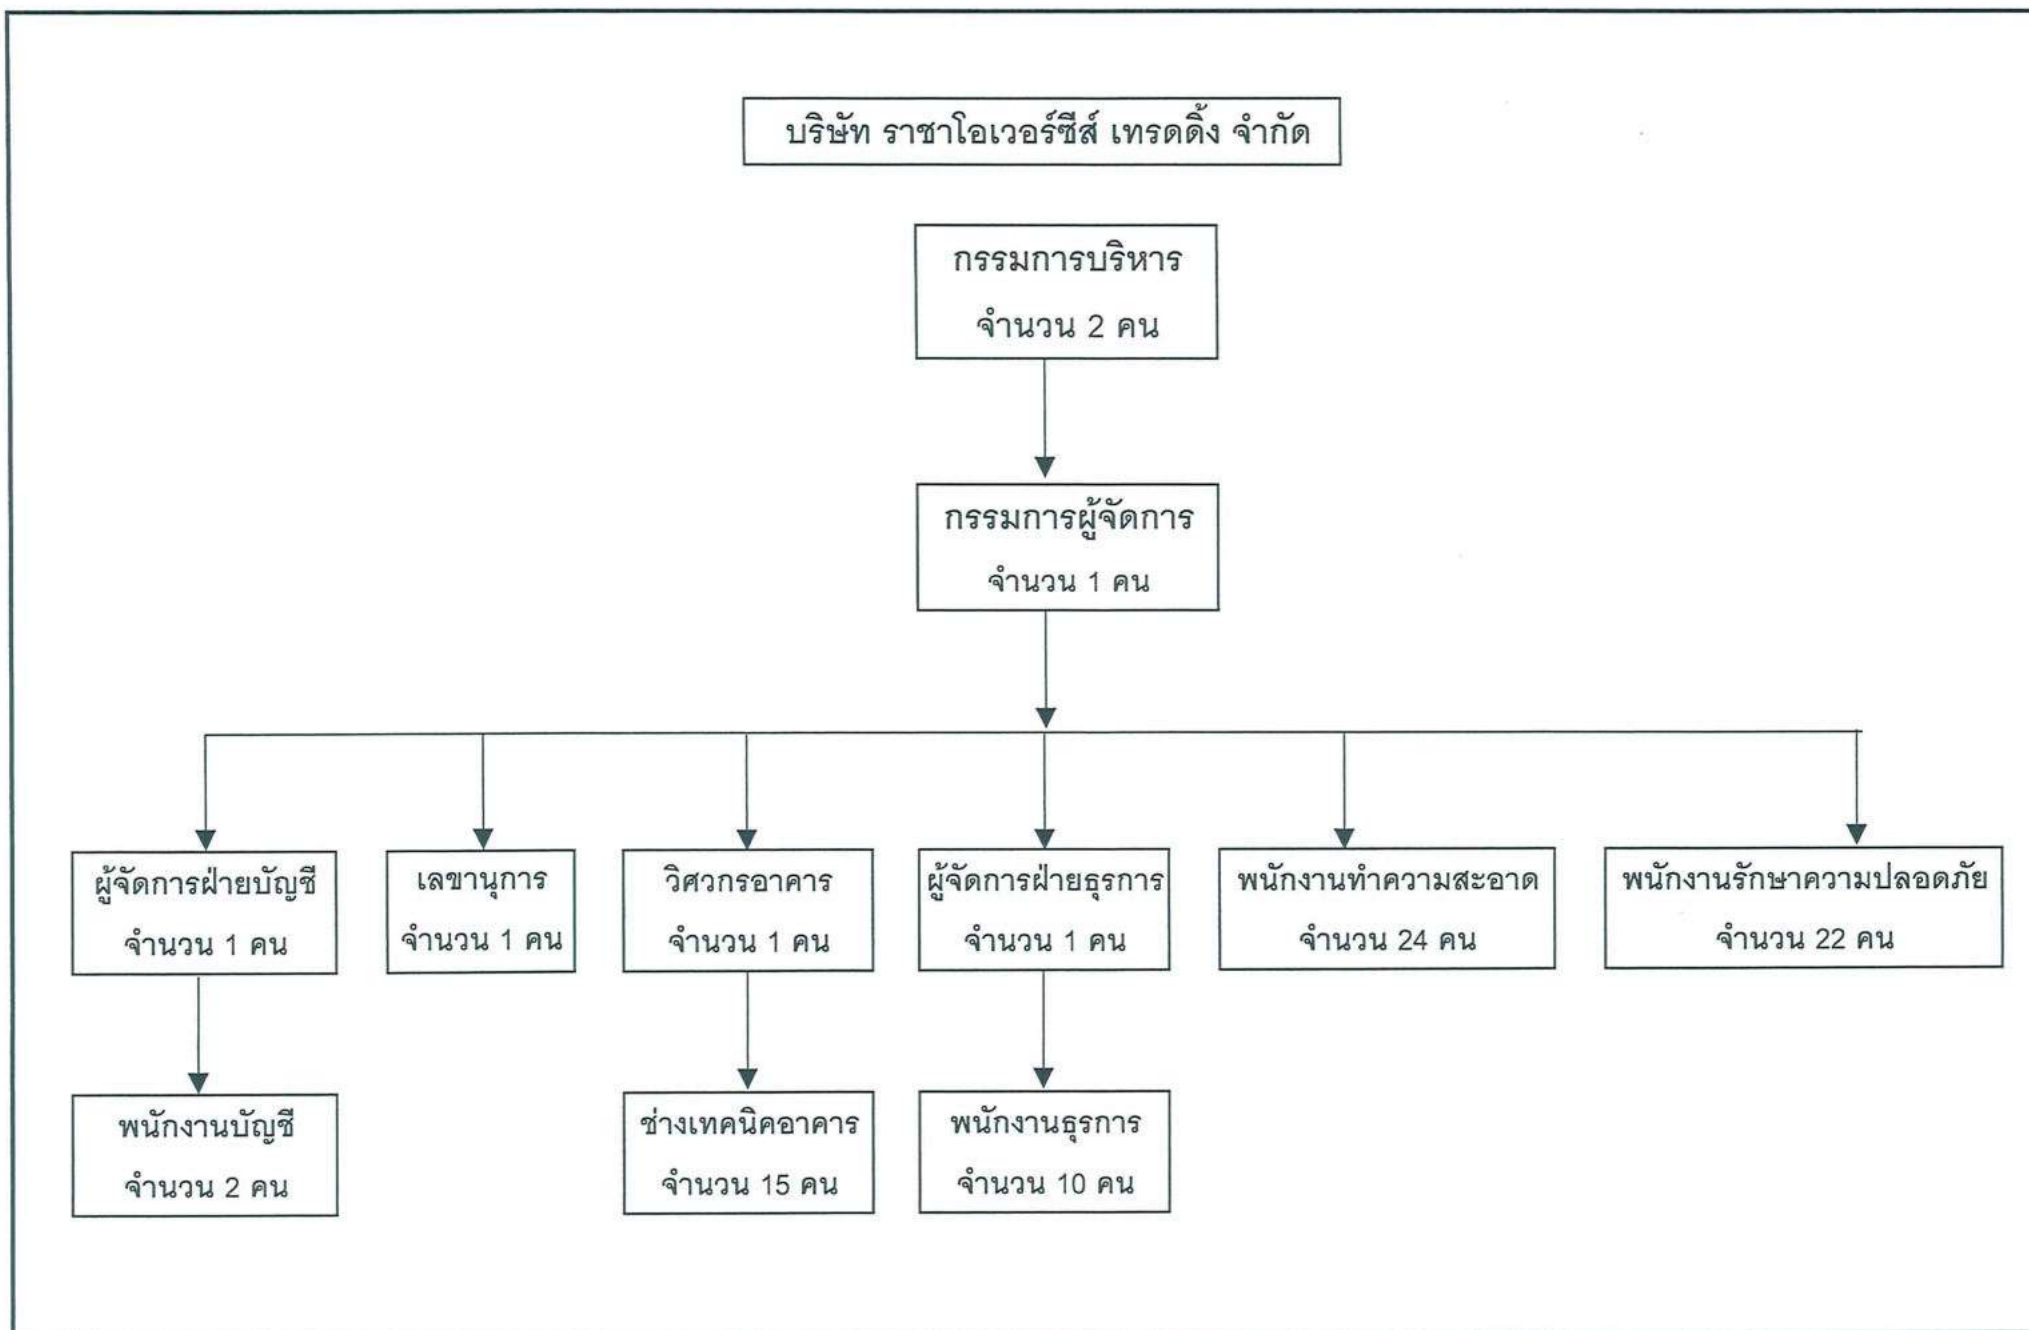 บริษัท ราชาโอเวอร์ซีส์ เทรดดิ้ง จำกัด
กรรมการบริหาร
จำนวน 2 คน
กรรมการผู้จัดการ
จำนวน 1 คน
ผู้จัดการฝ่ายบัญชี
จำนวน 1 คน
เลขานุการ
จำนวน 1 คน
วิศวกรอาคาร
จำนวน 1 คน
ผู้จัดการฝ่ายธุรการ
จำนวน 1 คน
พนักงานทำความสะอาด
จำนวน 24 คน
พนักงานรักษาความปลอดภัย
จำนวน 22 คน
พนักงานบัญชี
จำนวน 2 คน
ช่างเทคนิคอาคาร
จำนวน 15 คน
พนักงานธุรการ
จำนวน 10 คน